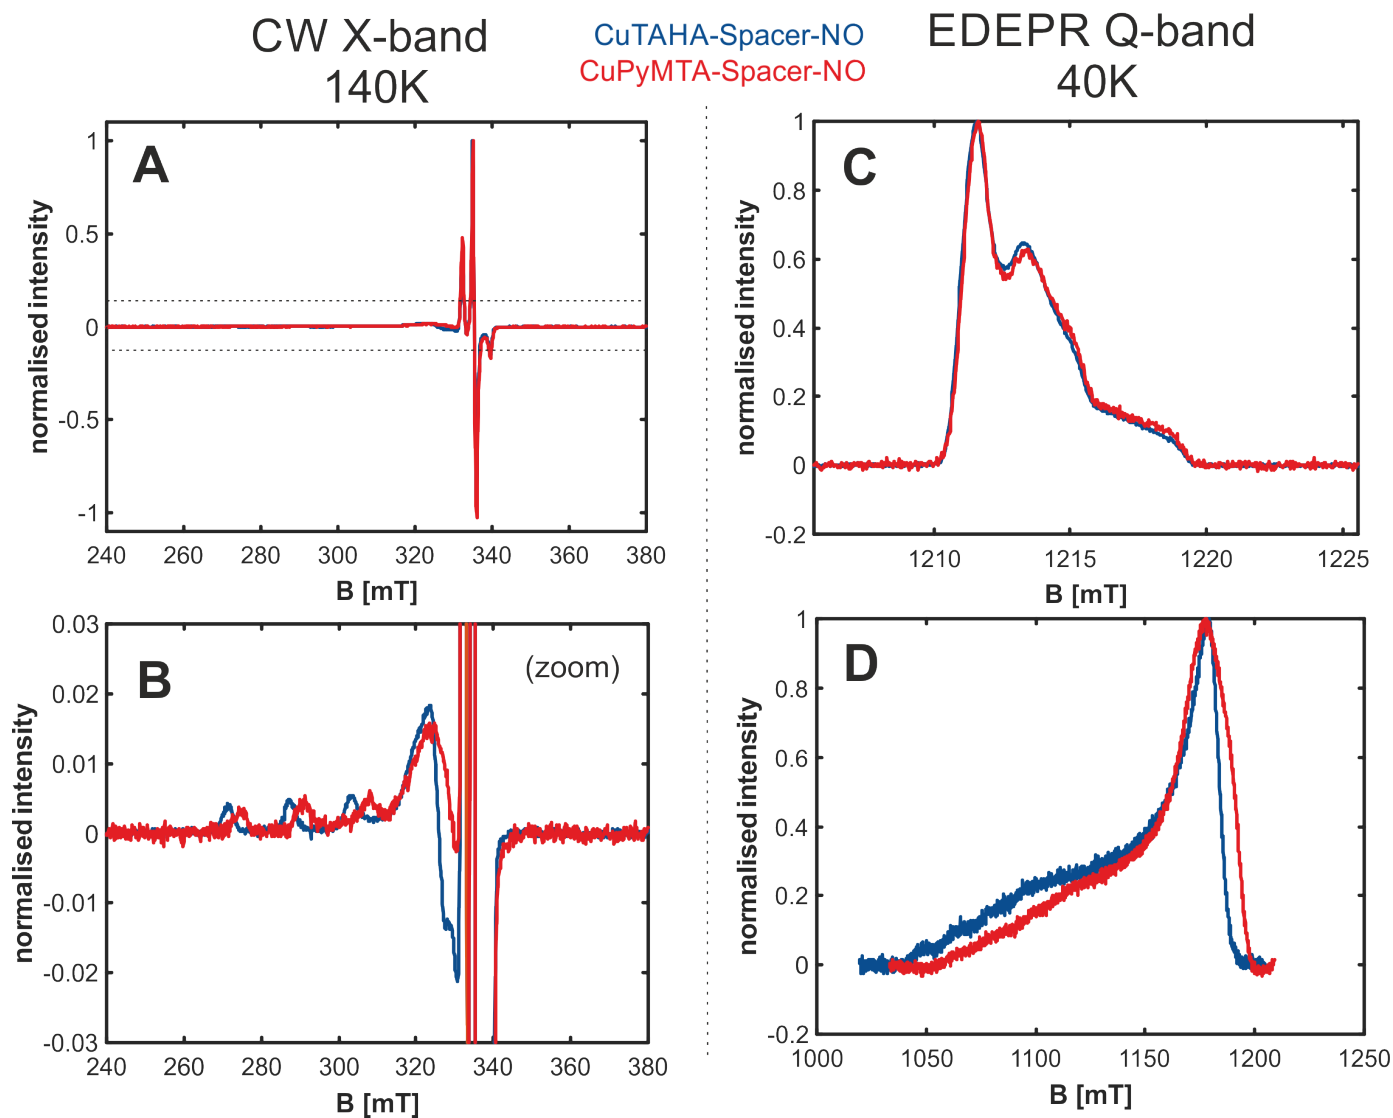 CW X-band
140K
CuTAHA-Spacer-NO
CuPyMTA-Spacer-NO
EDEPR Q-band
40K
A
normalised intensity
1
0.5
0
-0.5
-1
240 260 280 300 320 340 360 380
B [mT]
C
normalised intensity
1
0.8
0.6
0.4
0.2
0
-0.2
1210 1215 1220 1225
B [mT]
B
(zoom)
normalised intensity
0.03
0.02
0.01
0
-0.01
-0.02
-0.03
240 260 280 300 320 340 360 380
B [mT]
D
normalised intensity
1
0.8
0.6
0.4
0.2
0
-0.2
1000 1050 1100 1150 1200 1250
B [mT]